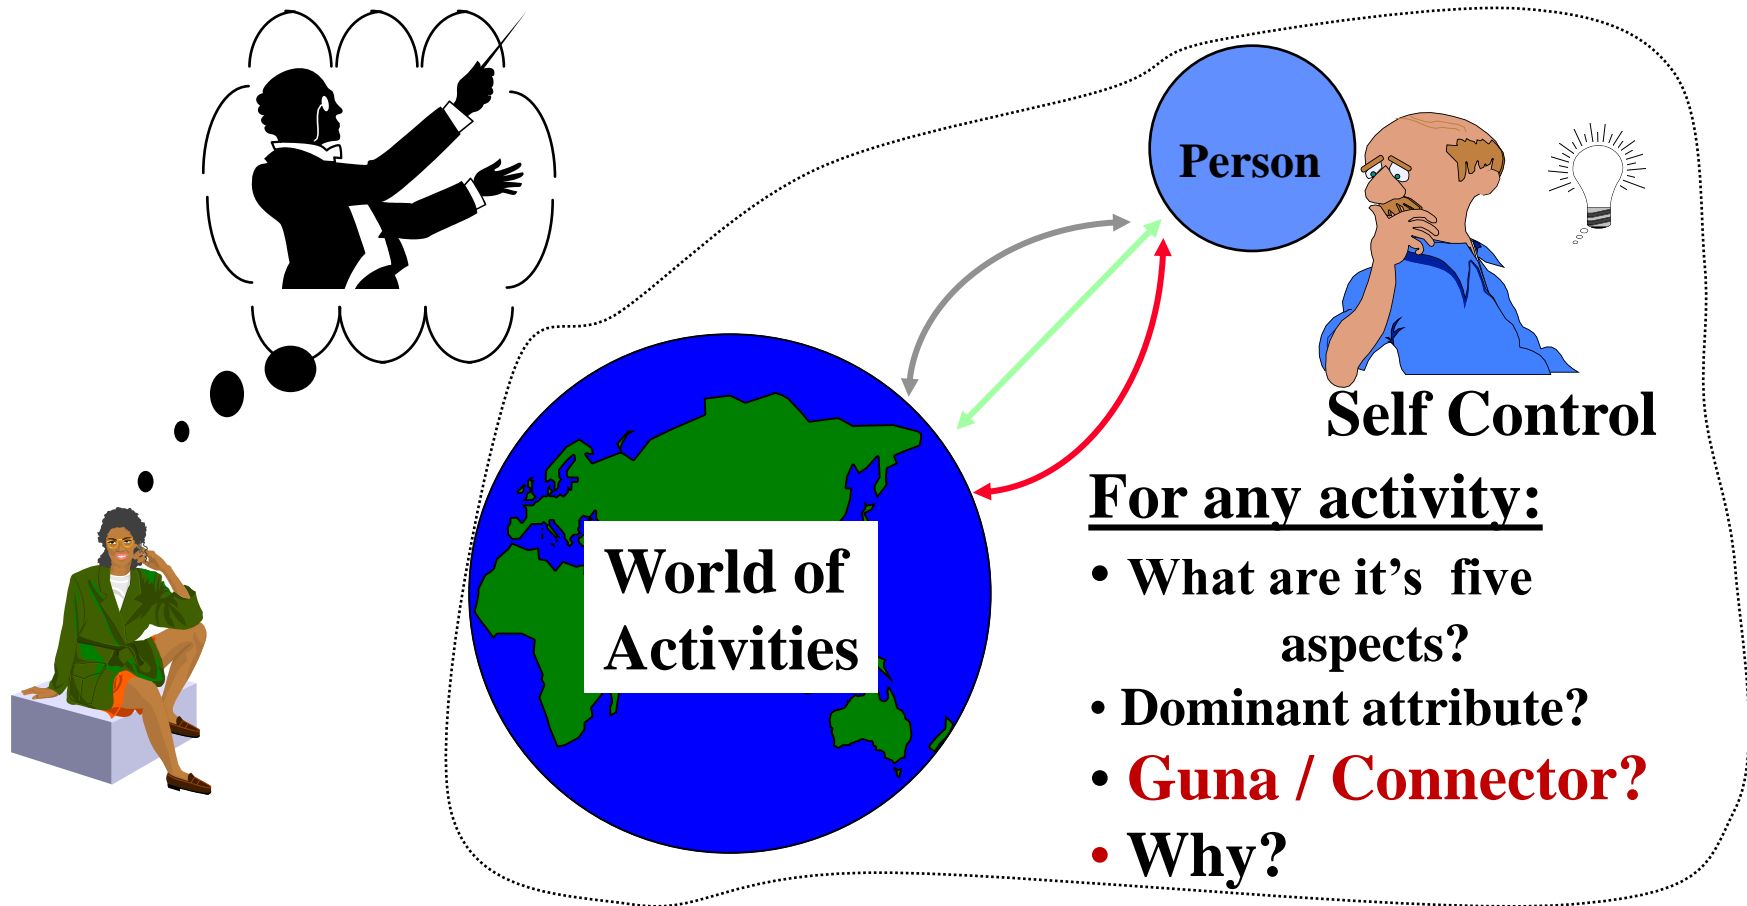 Person
Self Control
World of
Activities
For any activity:
• What are it’s five
aspects?
• Dominant attribute?
• Guna / Connector?
• Why?